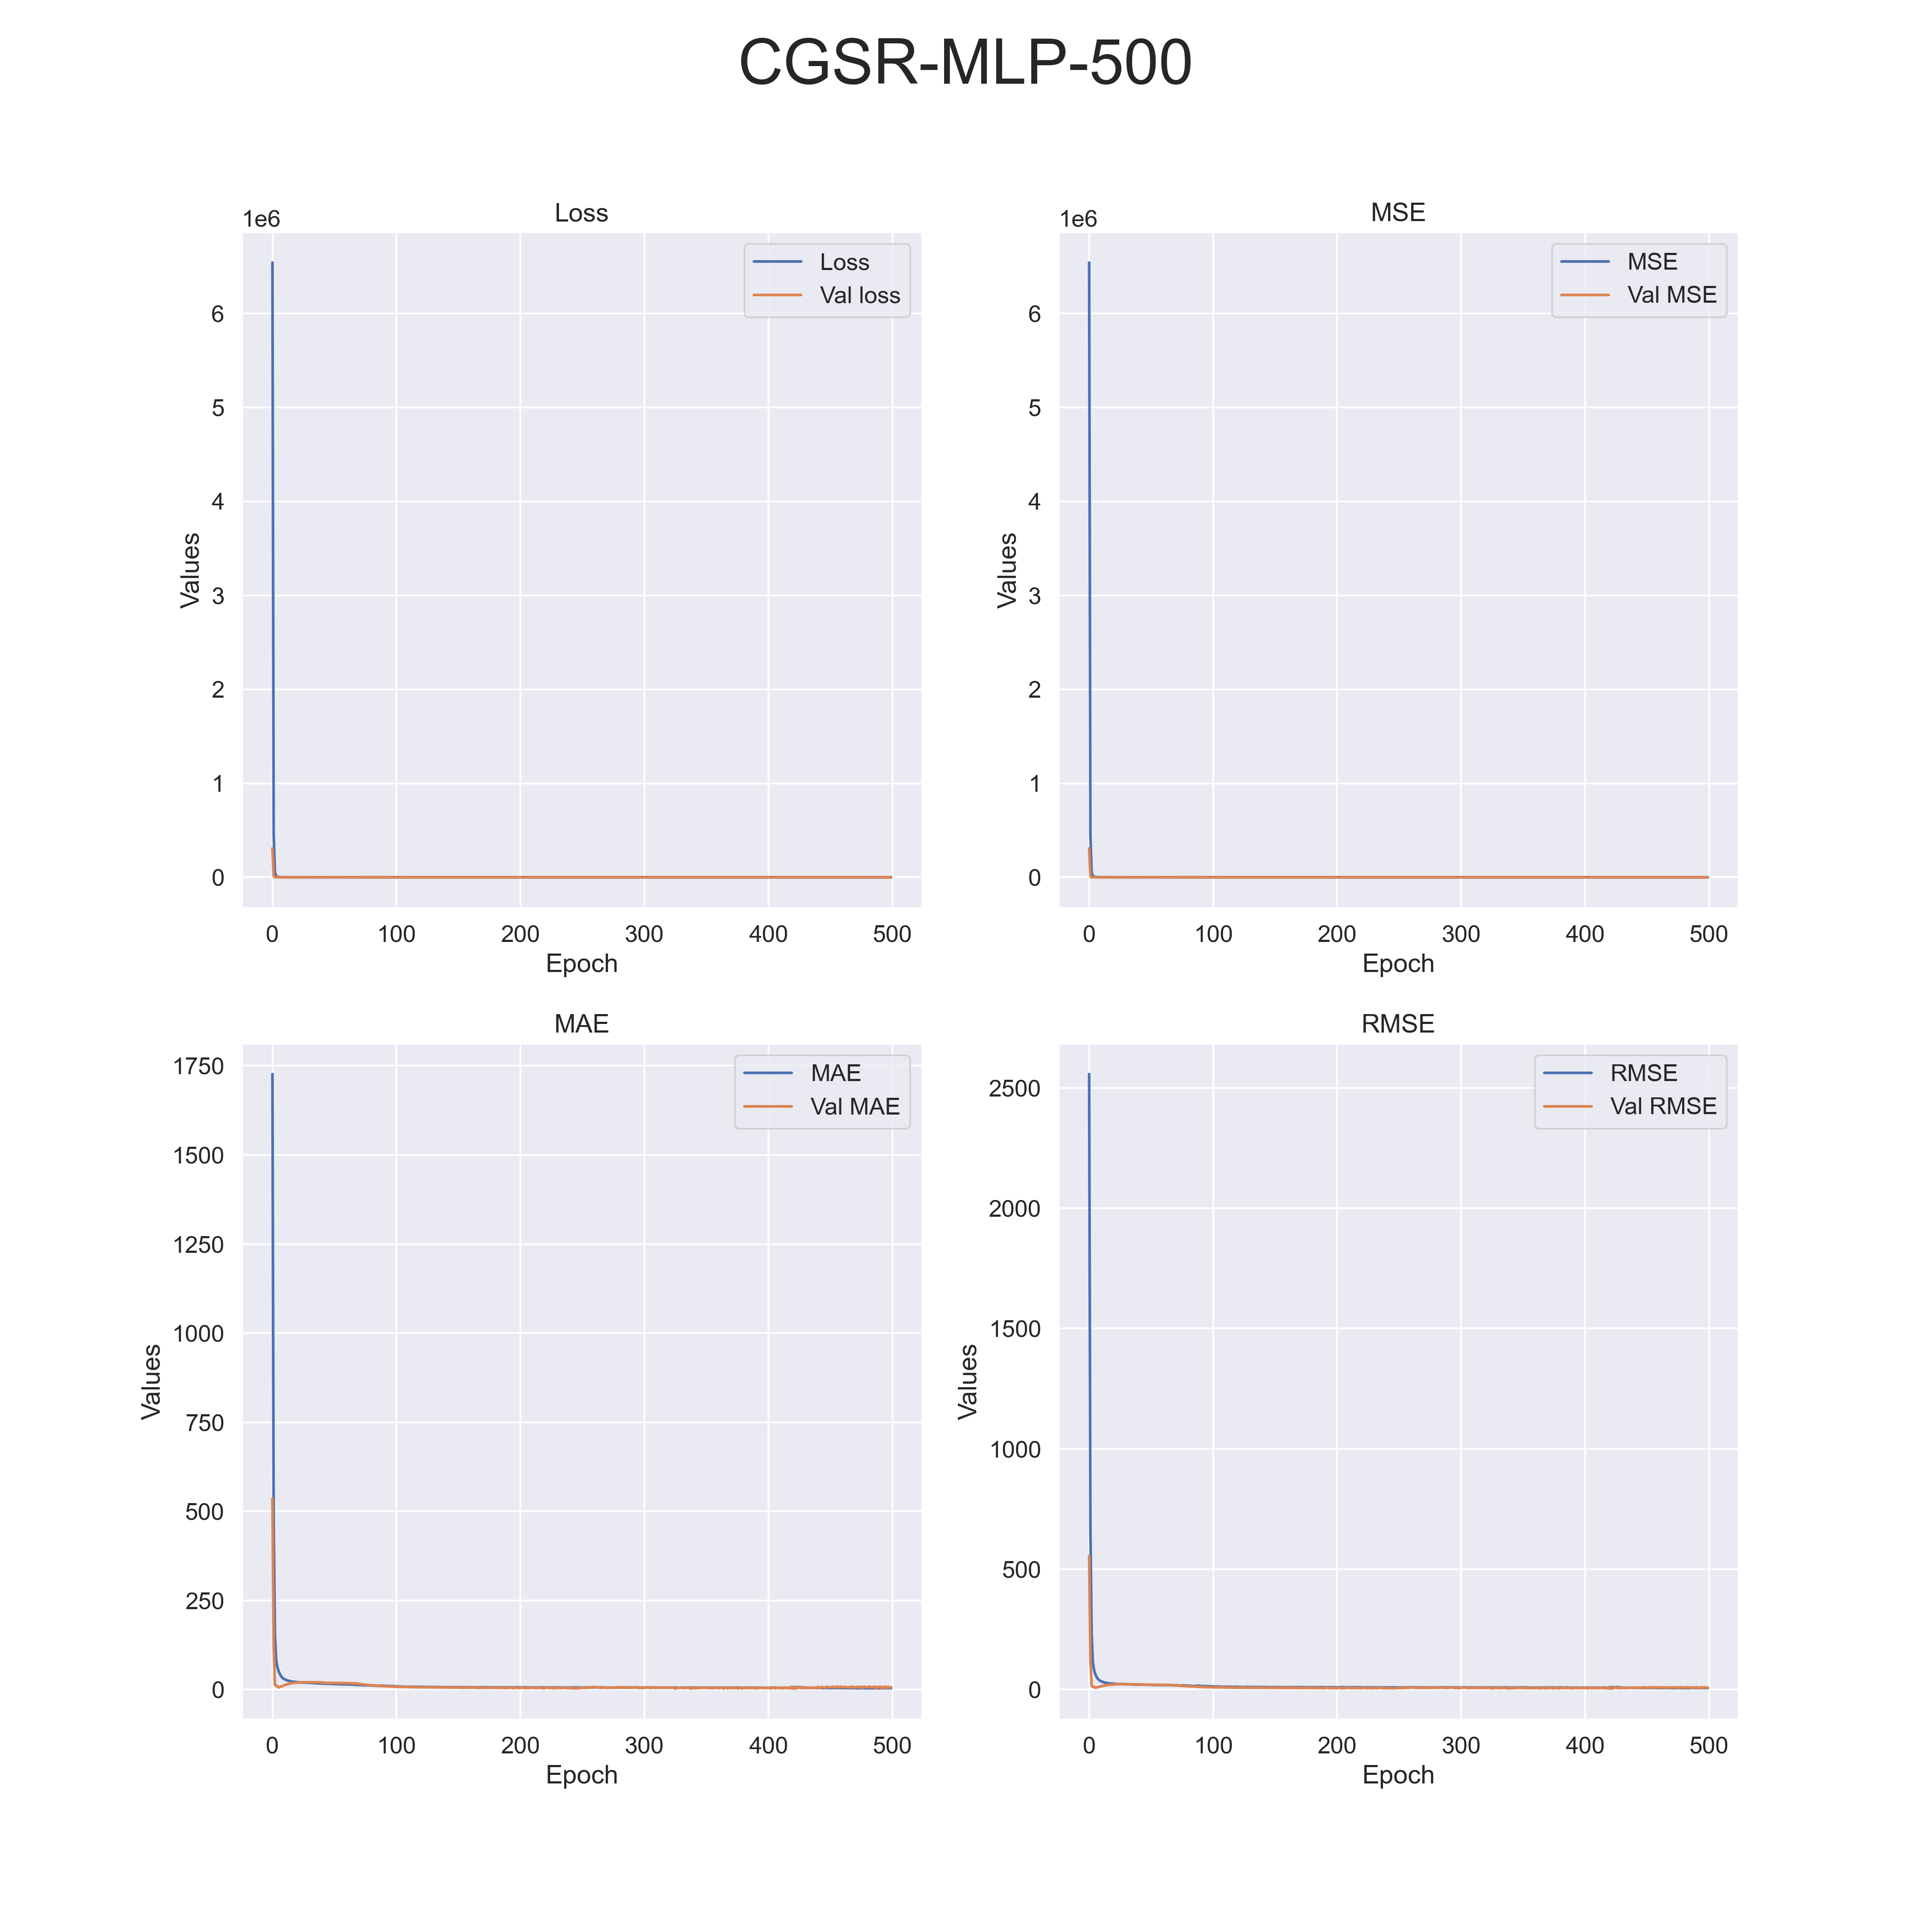 CGSR-MLP-500
Loss
1e6
Loss
Val loss
6
5
4
3
2
1
0
Values
0 100 200 300 400 500
Epoch
MSE
1e6
MSE
Val MSE
6
5
4
3
2
1
0
Values
0 100 200 300 400 500
Epoch
MAE
MAE
Val MAE
1750
1500
1250
1000
750
500
250
0
Values
0 100 200 300 400 500
Epoch
RMSE
RMSE
Val RMSE
2500
2000
1500
1000
500
0
Values
0 100 200 300 400 500
Epoch